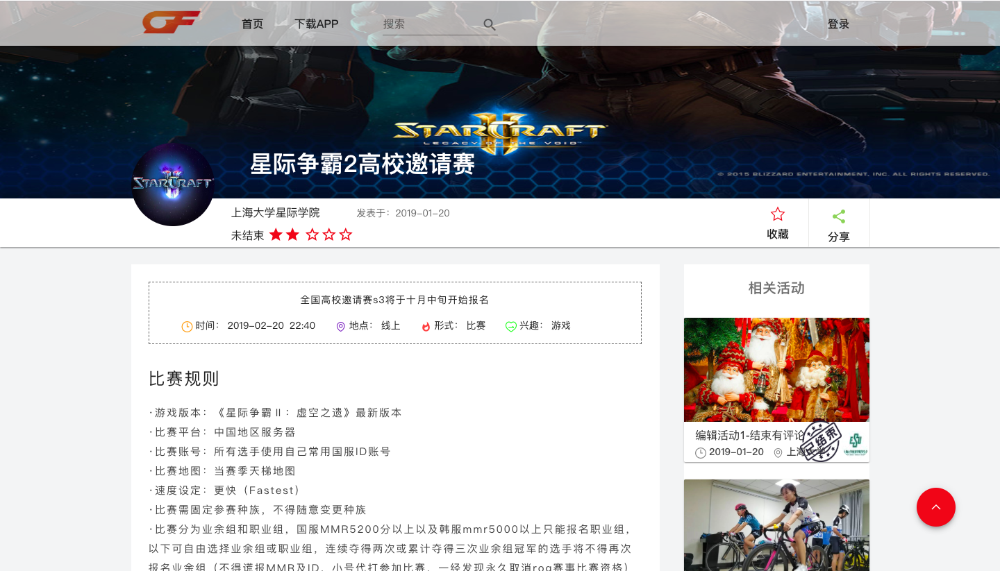 首页
下载APP
搜索
登录
STARCRAFT
II
LEGACY OF THE VOID
星际争霸2高校邀请赛
© 2015 BLIZZARD ENTERTAINMENT, INC. ALL RIGHTS RESERVED.
STARCRAFT
II
上海大学星际学院
发表于：2019-01-20
未结束
收藏
分享
全国高校邀请赛s3将于十月中旬开始报名
时间： 2019-02-20 22:40 地点： 线上 形式： 比赛 兴趣： 游戏
比赛规则
·游戏版本：《星际争霸Ⅱ：虚空之遗》最新版本
·比赛平台：中国地区服务器
·比赛账号：所有选手使用自己常用国服ID账号
·比赛地图：当赛季天梯地图
·速度设定：更快（Fastest）
·比赛需固定参赛种族，不得随意变更种族
·比赛分为业余组和职业组，国服MMR5200分以上以及韩服mmr5000以上只能报名职业组，
以下可自由选择业余组或职业组，连续夺得两次或累计夺得三次业余组冠军的选手将不得再次
报名业余组（不得谎报MMR及ID，小号代打参加比赛，一经发现永久取消rog赛事比赛资格）
相关活动
编辑活动1-结束有评论
已结束
2019-01-20
上海大学